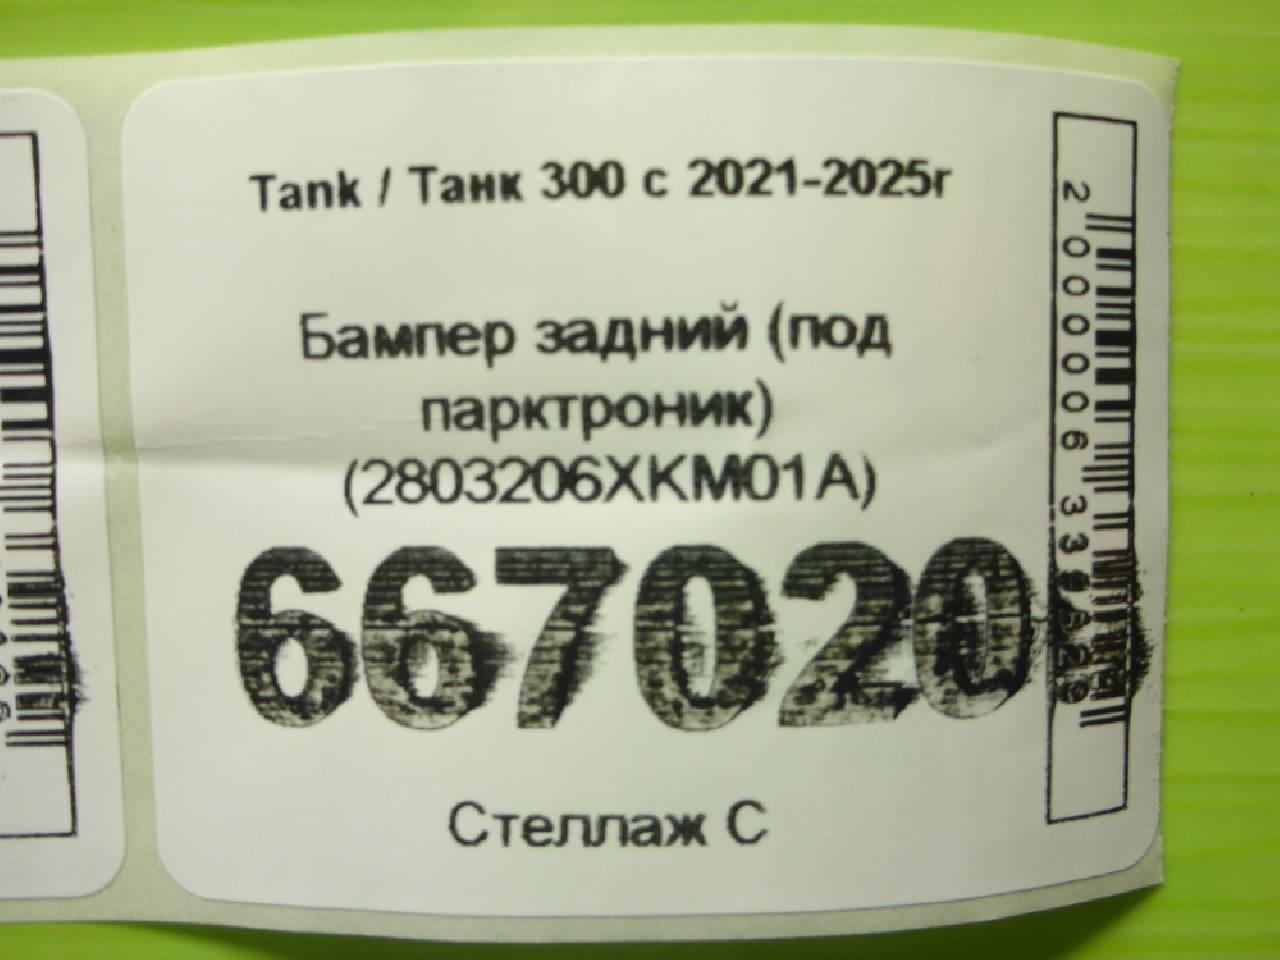 Tank / Танк 300 с 2021-2025г
Бампер задний (под
парктроник)
(2803206XKM01A)
667020
Стеллаж С